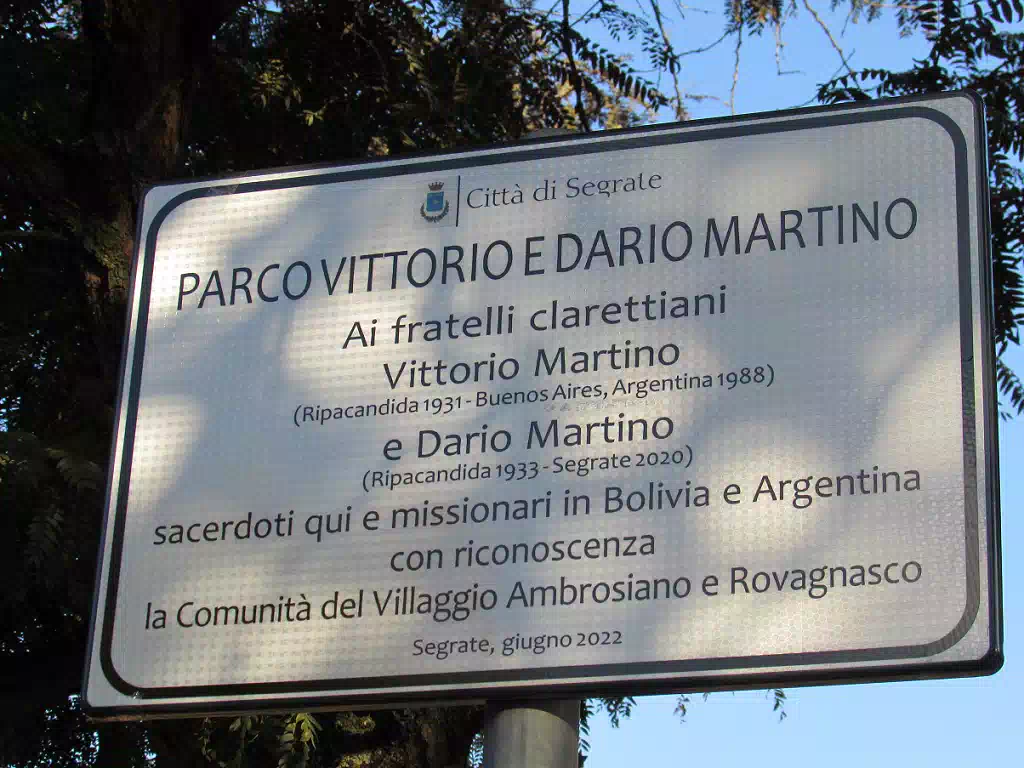 Città di Segrate
PARCO VITTORIO E DARIO MARTINO
Ai fratelli clarettiani
Vittorio Martino
(Ripacandida 1931 - Buenos Aires, Argentina 1988)
e Dario Martino
(Ripacandida 1933 - Segrate 2020)
sacerdoti qui e missionari in Bolivia e Argentina
con riconoscenza
la Comunità del Villaggio Ambrosiano e Rovagnasco
Segrate, giugno 2022